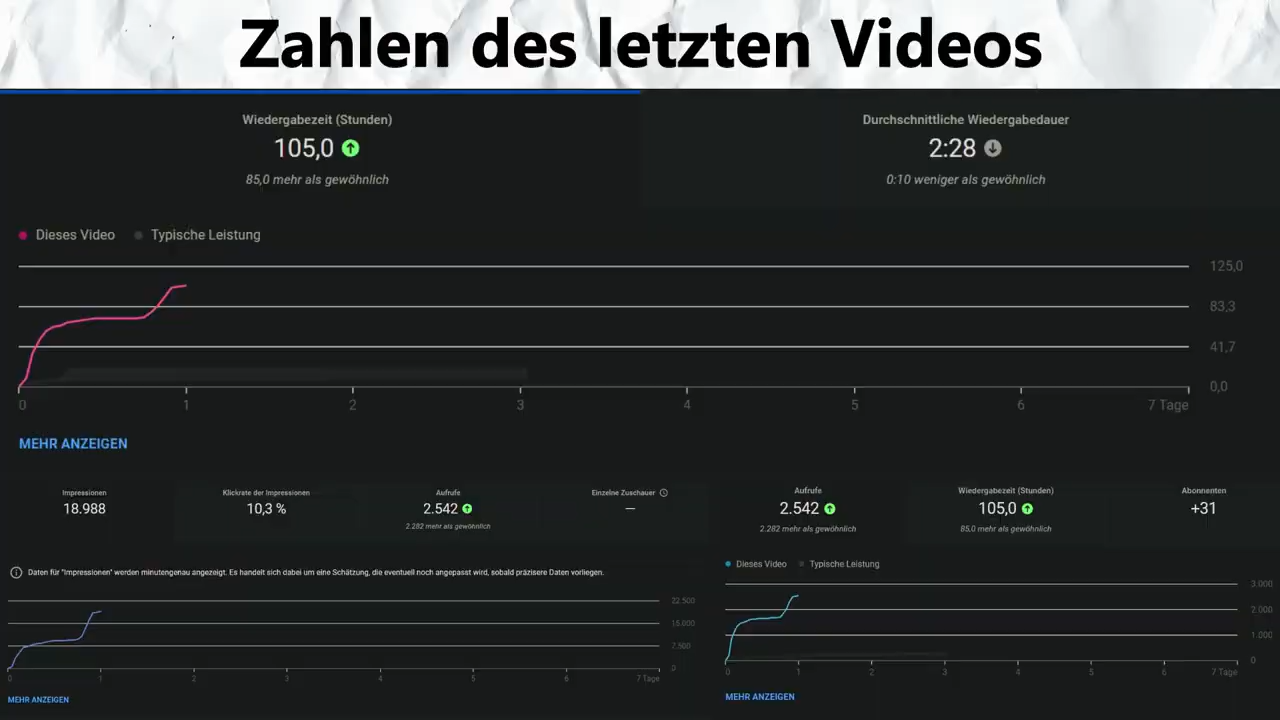 Zahlen des letzten Videos
Wiedergabezeit (Stunden)
105,0
85,0 mehr als gewöhnlich
Durchschnittliche Wiedergabedauer
2:28
0:10 weniger als gewöhnlich
Dieses Video Typische Leistung
125,0
83,3
41,7
0,0
0 1 2 3 4 5 6 7 Tage
MEHR ANZEIGEN
Impressionen
18.988
Klickrate der Impressionen
10,3 %
Aufrufe
2.542
2.282 mehr als gewöhnlich
Einzelne Zuschauer
—
Daten für "Impressionen" werden minutengenau angezeigt. Es handelt sich dabei um eine Schätzung, die eventuell noch angepasst wird, sobald präzisere Daten vorliegen.
22.500
15.000
7.500
0
0 1 2 3 4 5 6 7 Tage
MEHR ANZEIGEN
Aufrufe
2.542
2.282 mehr als gewöhnlich
Wiedergabezeit (Stunden)
105,0
85,0 mehr als gewöhnlich
Abonnenten
+31
Dieses Video Typische Leistung
3.000
2.000
1.000
0
0 1 2 3 4 5 6 7 Tage
MEHR ANZEIGEN